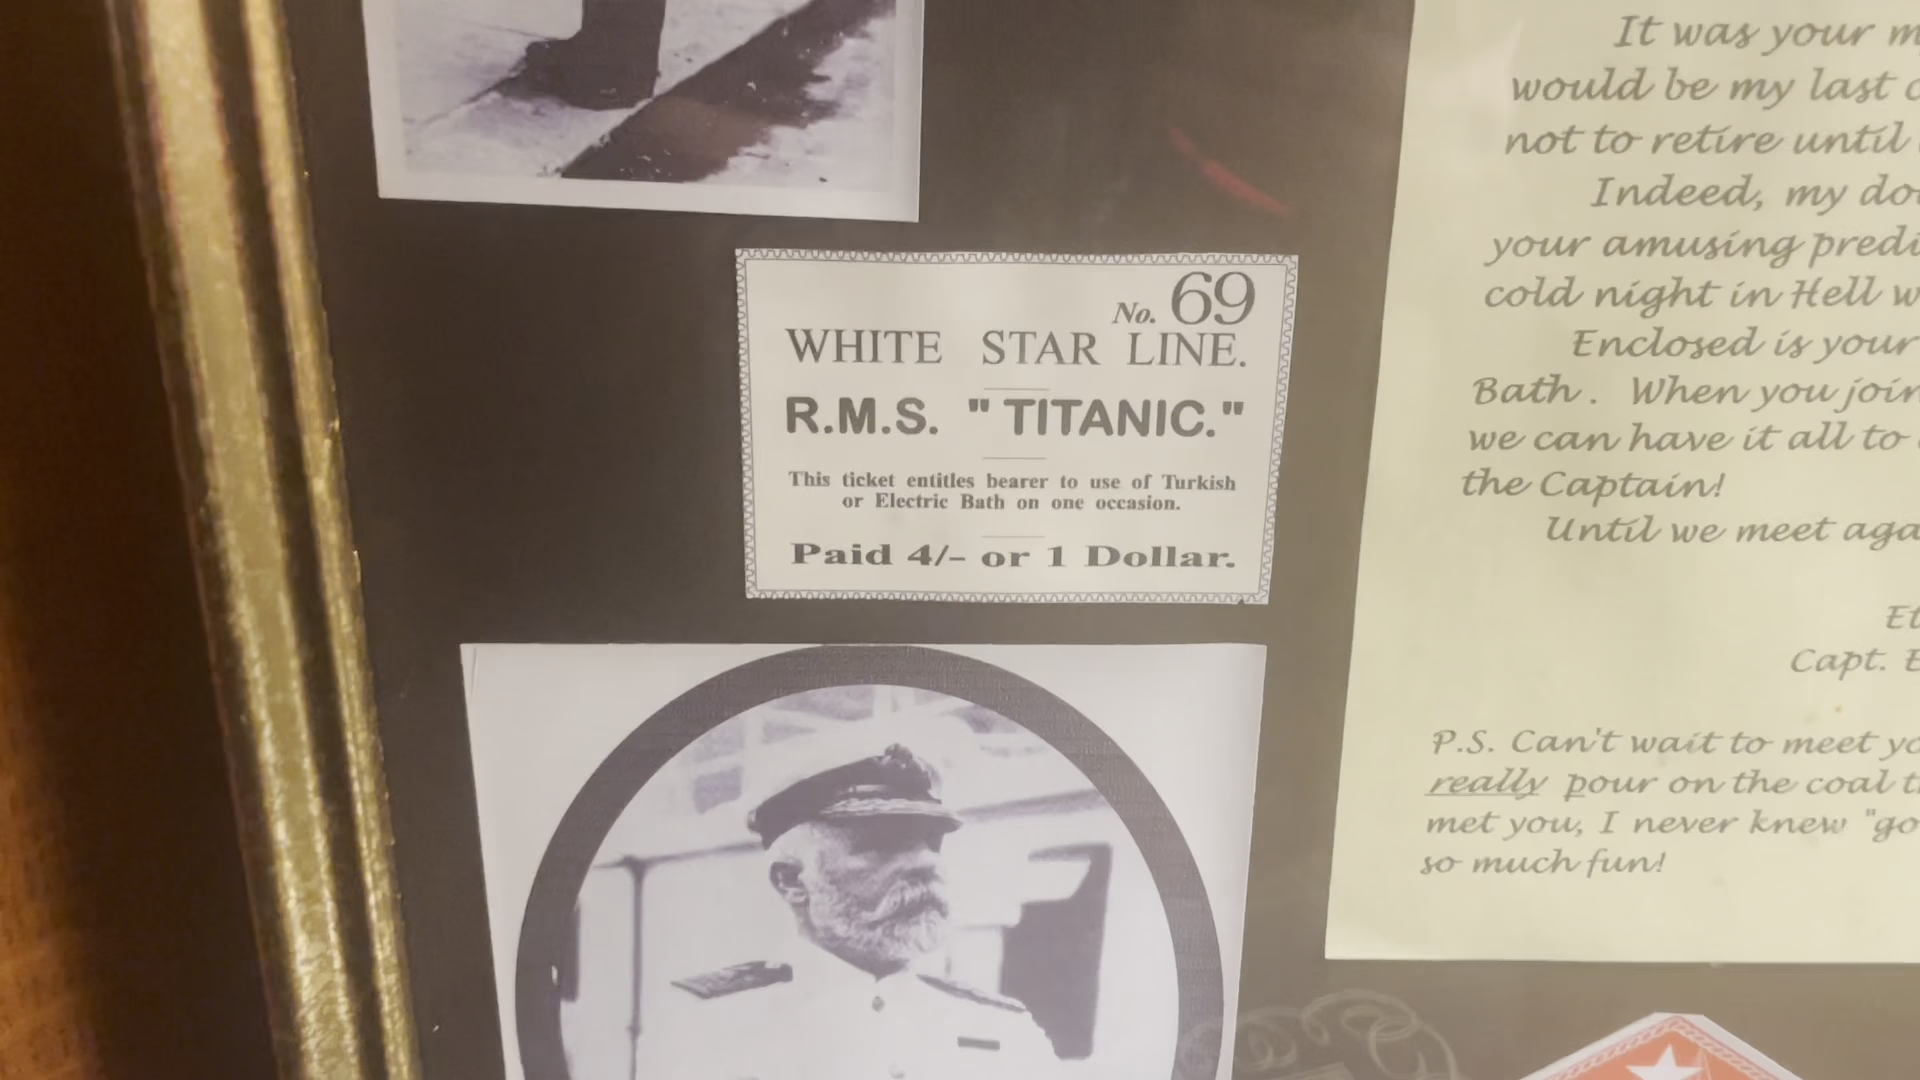 No. 69
WHITE STAR LINE.
R.M.S. " TITANIC."
This ticket entitles bearer to use of Turkish
or Electric Bath on one occasion.
Paid 4/- or 1 Dollar.
It was your
would be my last
not to retire until
Indeed, my
your amusing
cold night in Hell
Enclosed is your
Bath . When you
we can have it all to
the Captain!
Until we meet
Capt.
P.S. Can't wait to meet
really pour on the coal
met you, I never knew
so much fun!